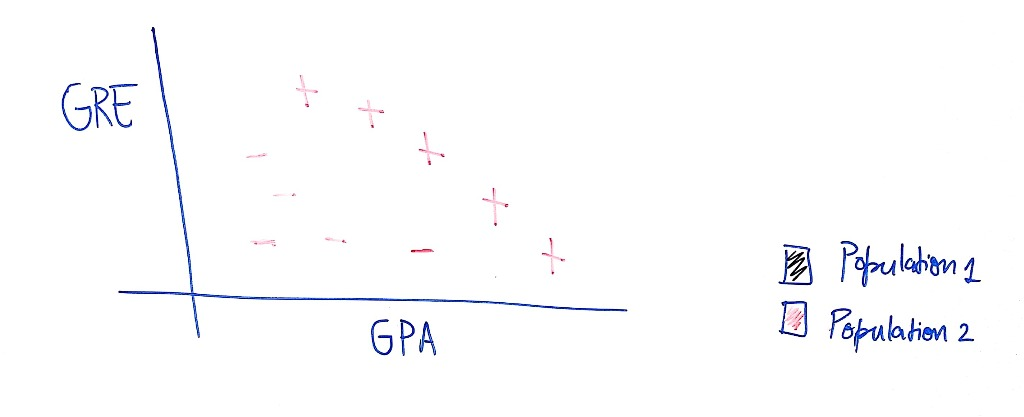 GRE
GPA
Population 1
Population 2